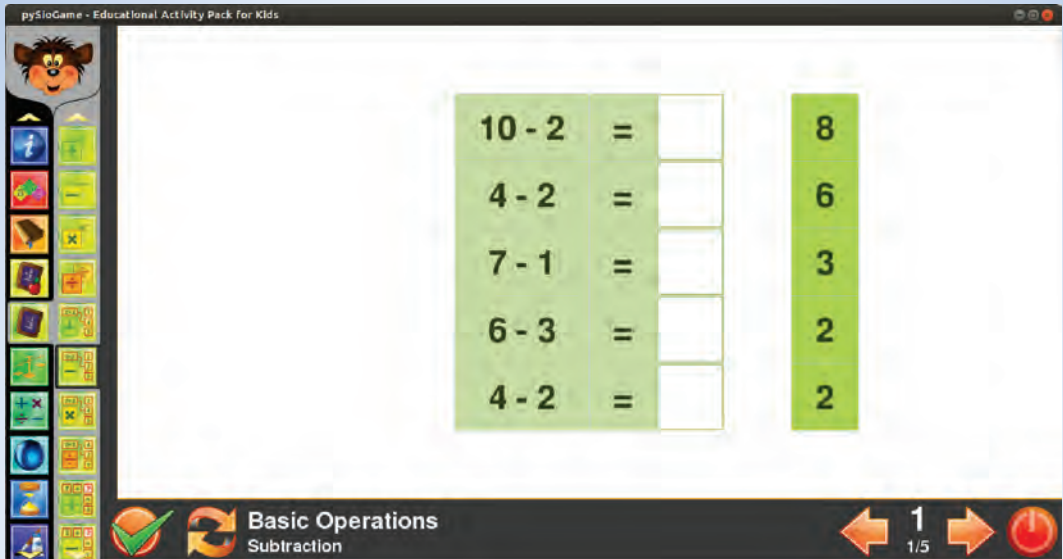 pySioGame - Educational Activity Pack for Kids
10 - 2 = 8
4 - 2 = 6
7 - 1 = 3
6 - 3 = 2
4 - 2 = 2
Basic Operations
Subtraction
1
1/5